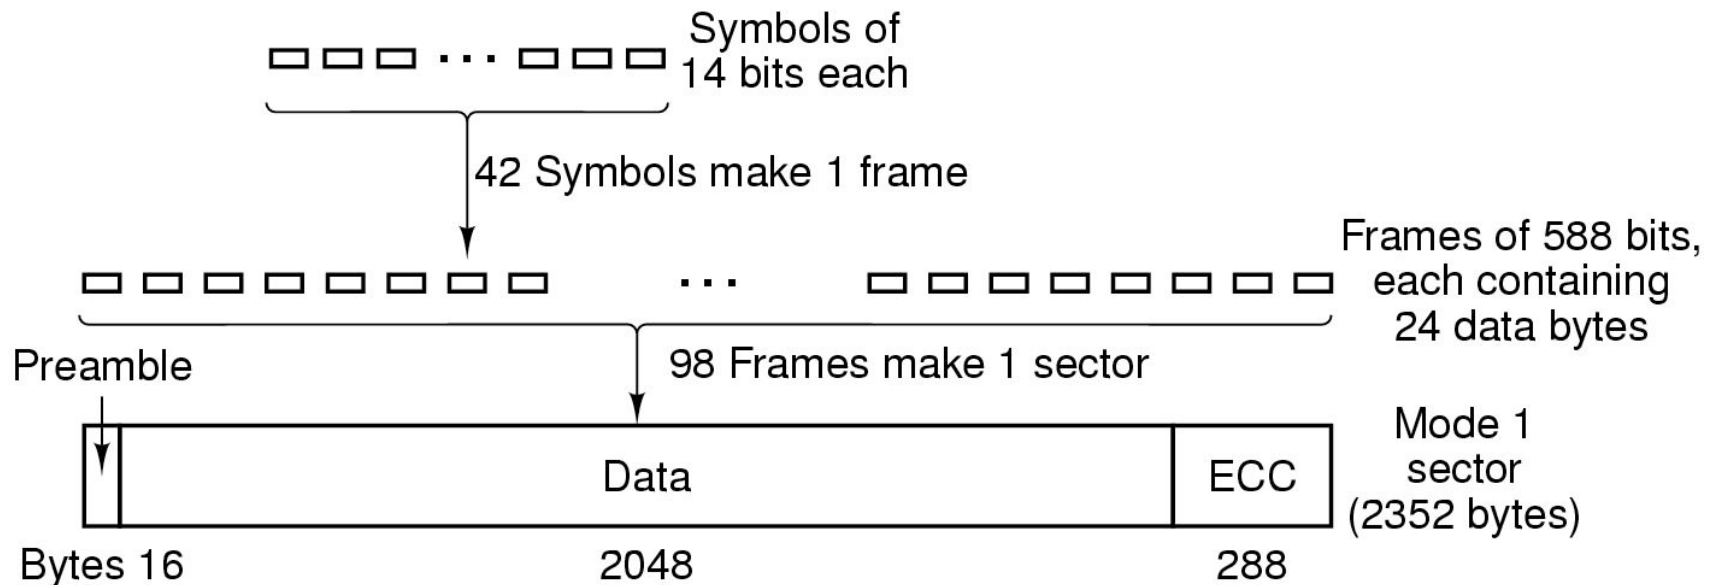 Symbols of
14 bits each
42 Symbols make 1 frame
Frames of 588 bits,
each containing
24 data bytes
Preamble
98 Frames make 1 sector
Mode 1
sector
(2352 bytes)
Data
ECC
Bytes 16
2048
288